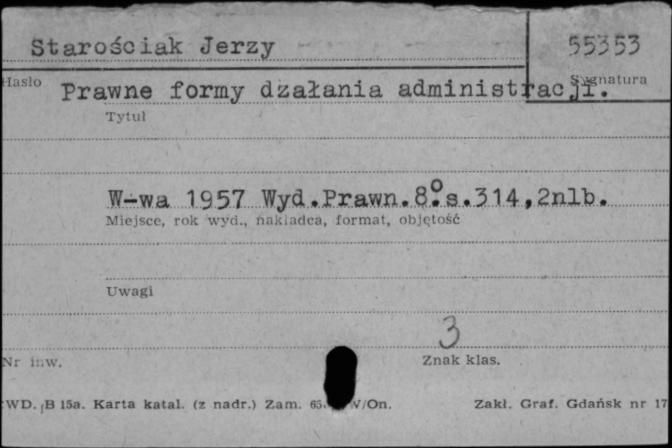 Starościak Jerzy 55353
Hasło Sygnatura
Prawne formy dzałania administracji.
Tytuł
W-wa 1957 Wyd.Prawn.8°.s.314,2nlb.
Miejsce, rok wyd., nakładca, format, objętość
Uwagi
3
Nr inw. Znak klas.
WD. B 15a. Karta katal. (z nadr.) Zam. /On. Zakł. Graf. Gdańsk nr 17